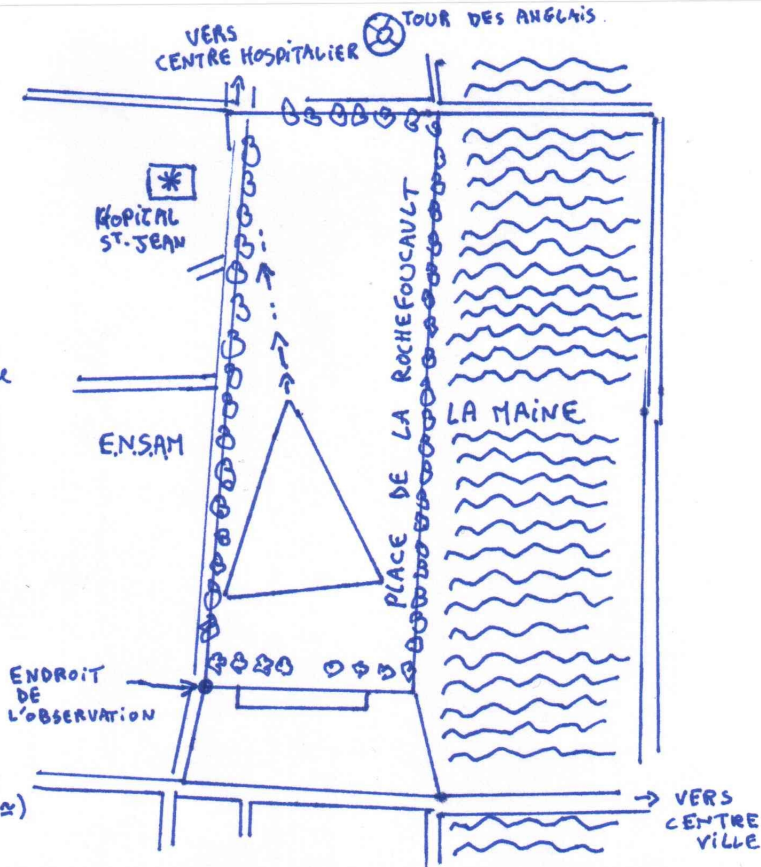 TOUR DES ANGLAIS.
VERS
CENTRE HOSPITALIER
HOPITAL
ST-JEAN
PLACE DE LA ROCHEFOUCAULT
e
LA MAINE
E.N.S.A.M
ENDROIT
DE
L'OBSERVATION
≈)
VERS
CENTRE
VILLE